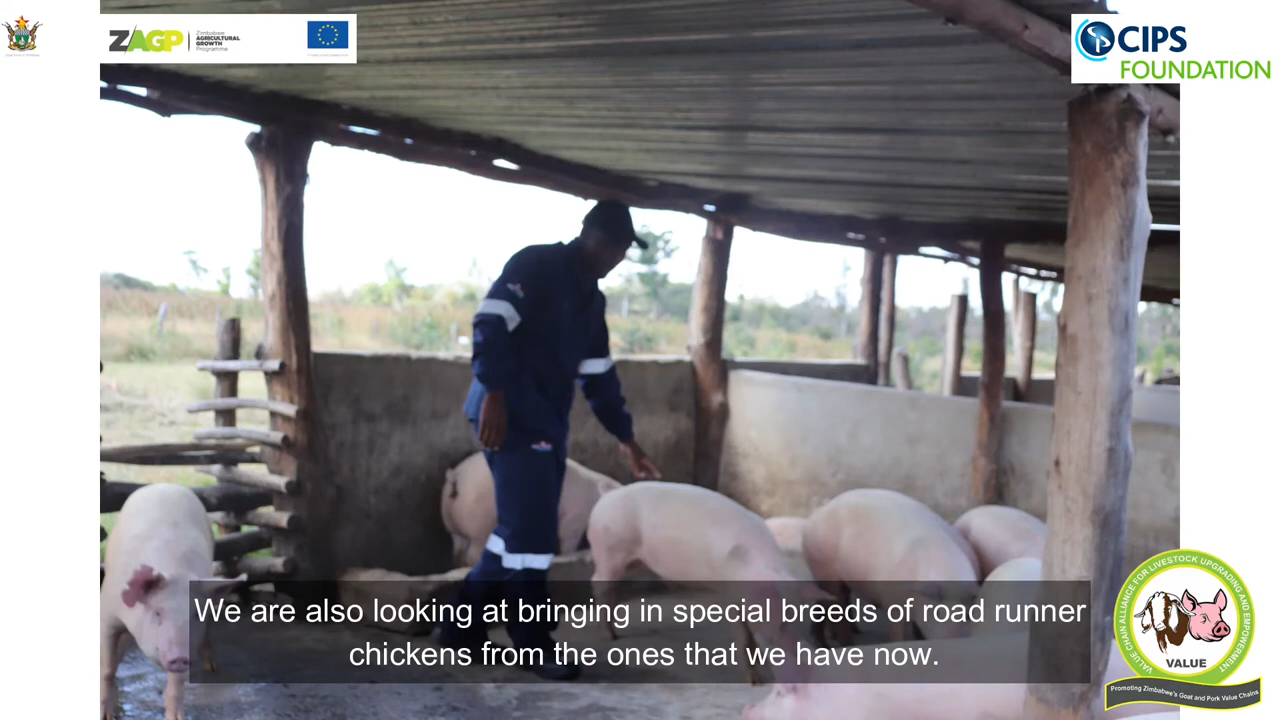 ZAGP
Zimbabwe
AGRICULTURAL
GROWTH
Programme
CIPS
FOUNDATION
We are also looking at bringing in special breeds of road runner
chickens from the ones that we have now.
VALUE CHAIN ALLIANCE FOR LIVESTOCK UPGRADING AND EMPOWERMENT
VALUE
Promoting Zimbabwe's Goat and Pork Value Chains